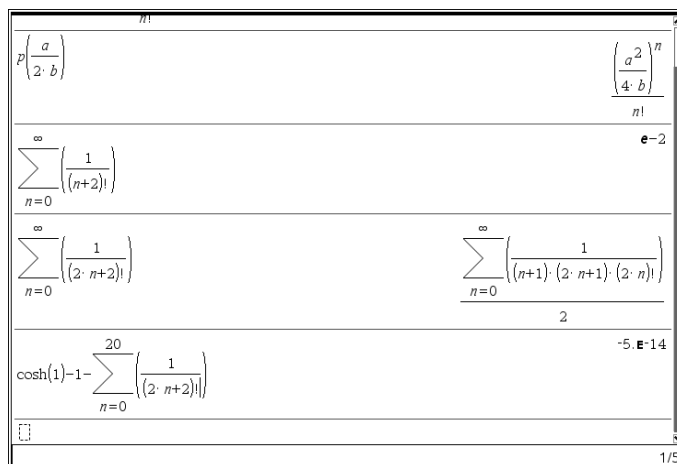 n!
p(a/(2·b))
(a^2/(4·b))^n/n!
∑_{n=0}^{∞}(1/(n+2)!)
e−2
∑_{n=0}^{∞}(1/(2·n+2)!)
∑_{n=0}^{∞}(1/((n+1)·(2·n+1)·(2·n)!))/2
cosh(1)−1−∑_{n=0}^{20}(1/(2·n+2)!)
-5.E-14
1/5